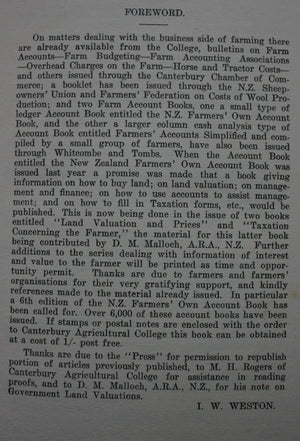 FOREWORD.
On matters dealing with the business side of farming there
are already available from the College, bulletins on Farm
Accounts—Farm Budgeting—Farm Accounting Associations
—Overhead Charges on the Farm—Horse and Tractor Costs—
and others issued through the Canterbury Chamber of Com-
merce; a booklet has been issued through the N.Z. Sheep-
owners' Union and Farmers' Federation on Costs of Wool Pro-
duction; and two Farm Account Books, one a small type of
ledger Account Book entitled the N.Z. Farmers' Own Account
Book, and the other a larger column cash analysis type of
Account Book entitled Farmers' Accounts Simplified and com-
piled by a small group of farmers, have also been issued
through Whitcombe and Tombs. When the Account Book
entitled the New Zealand Farmers' Own Account Book was
issued last year a promise was made that a book giving
information on how to buy land; on land valuation; on manage-
ment and finance; on how to use accounts to assist manage-
ment; and on how to fill in Taxation forms, etc., would be
published. This is now being done in the issue of two books
entitled "Land Valuation and Prices" and "Taxation
Concerning the Farmer," the material for this latter book
being contributed by D. M. Malloch, A.R.A., N.Z. Further
additions to the series dealing with information of interest
and value to the farmer will be printed as time and oppor-
tunity permit. Thanks are due to farmers and farmers'
organisations for their very gratifying support, and kindly
references made to the material already issued. In particular
a 6th edition of the N.Z. Farmers' Own Account Book has
been called for. Over 6,000 of these account books have been
issued. If stamps or postal notes are enclosed with the order
to Canterbury Agricultural College this book can be obtained
at a cost of 1/- post free.
Thanks are due to the "Press" for permission to republish
portion of articles previously published, to M. H. Rogers of
Canterbury Agricultural College for assistance in reading
proofs, and to D. M. Malloch, A.R.A., N.Z., for his note on
Government Land Valuations.
I. W. WESTON.